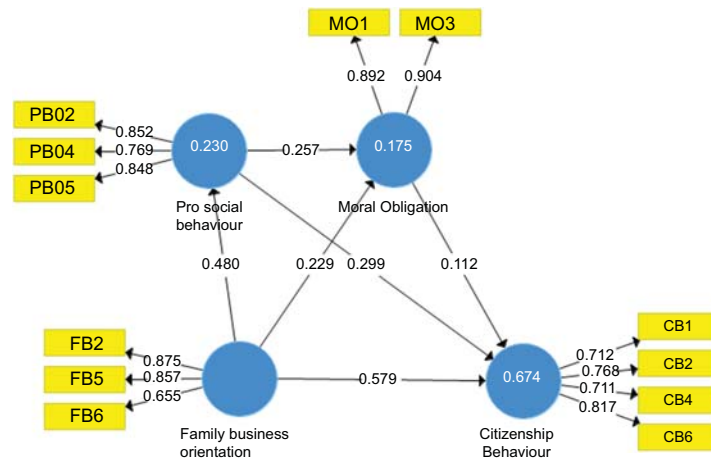 MO1 MO3
0.892 0.904
PB02
0.852
PB04
0.769
PB05
0.848
0.230
0.257
0.175
Pro social
behaviour
Moral Obligation
0.480
0.229
0.299
0.112
FB2
0.875
FB5
0.857
FB6
0.655
0.579
0.674
CB1
0.712
CB2
0.768
CB4
0.711
CB6
0.817
Family business
orientation
Citizenship
Behaviour